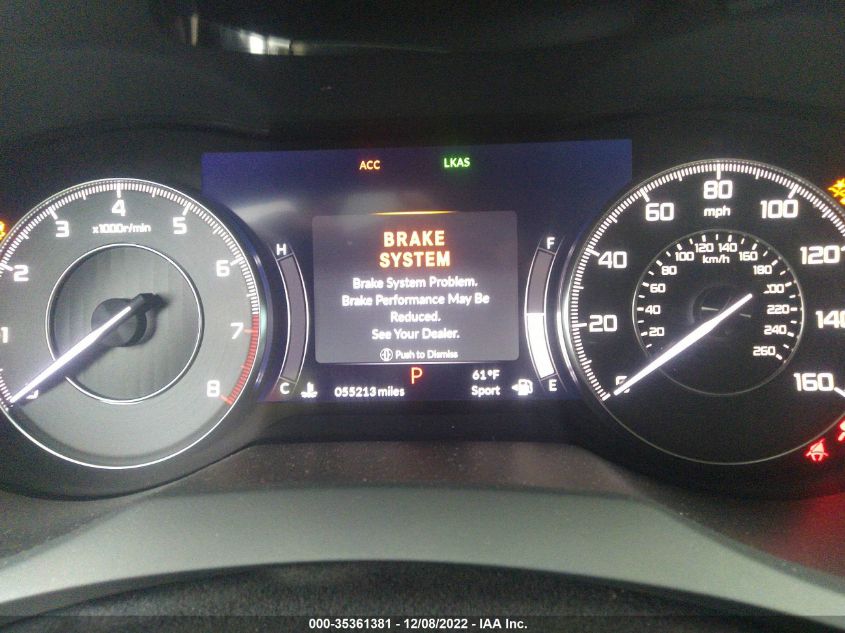 ACC LKAS
4
3 5
x1000r/min
2 6
1 7
8
H
C
BRAKE
SYSTEM
Brake System Problem.
Brake Performance May Be
Reduced.
See Your Dealer.
Push to Dismiss
F
E
P
61°F
055213 miles Sport
80
60 mph 100
40 120
20 140
0 160
120 140
100 km/h 160
80 180
60 200
40 220
20 240
260
000-35361381 - 12/08/2022 - IAA Inc.